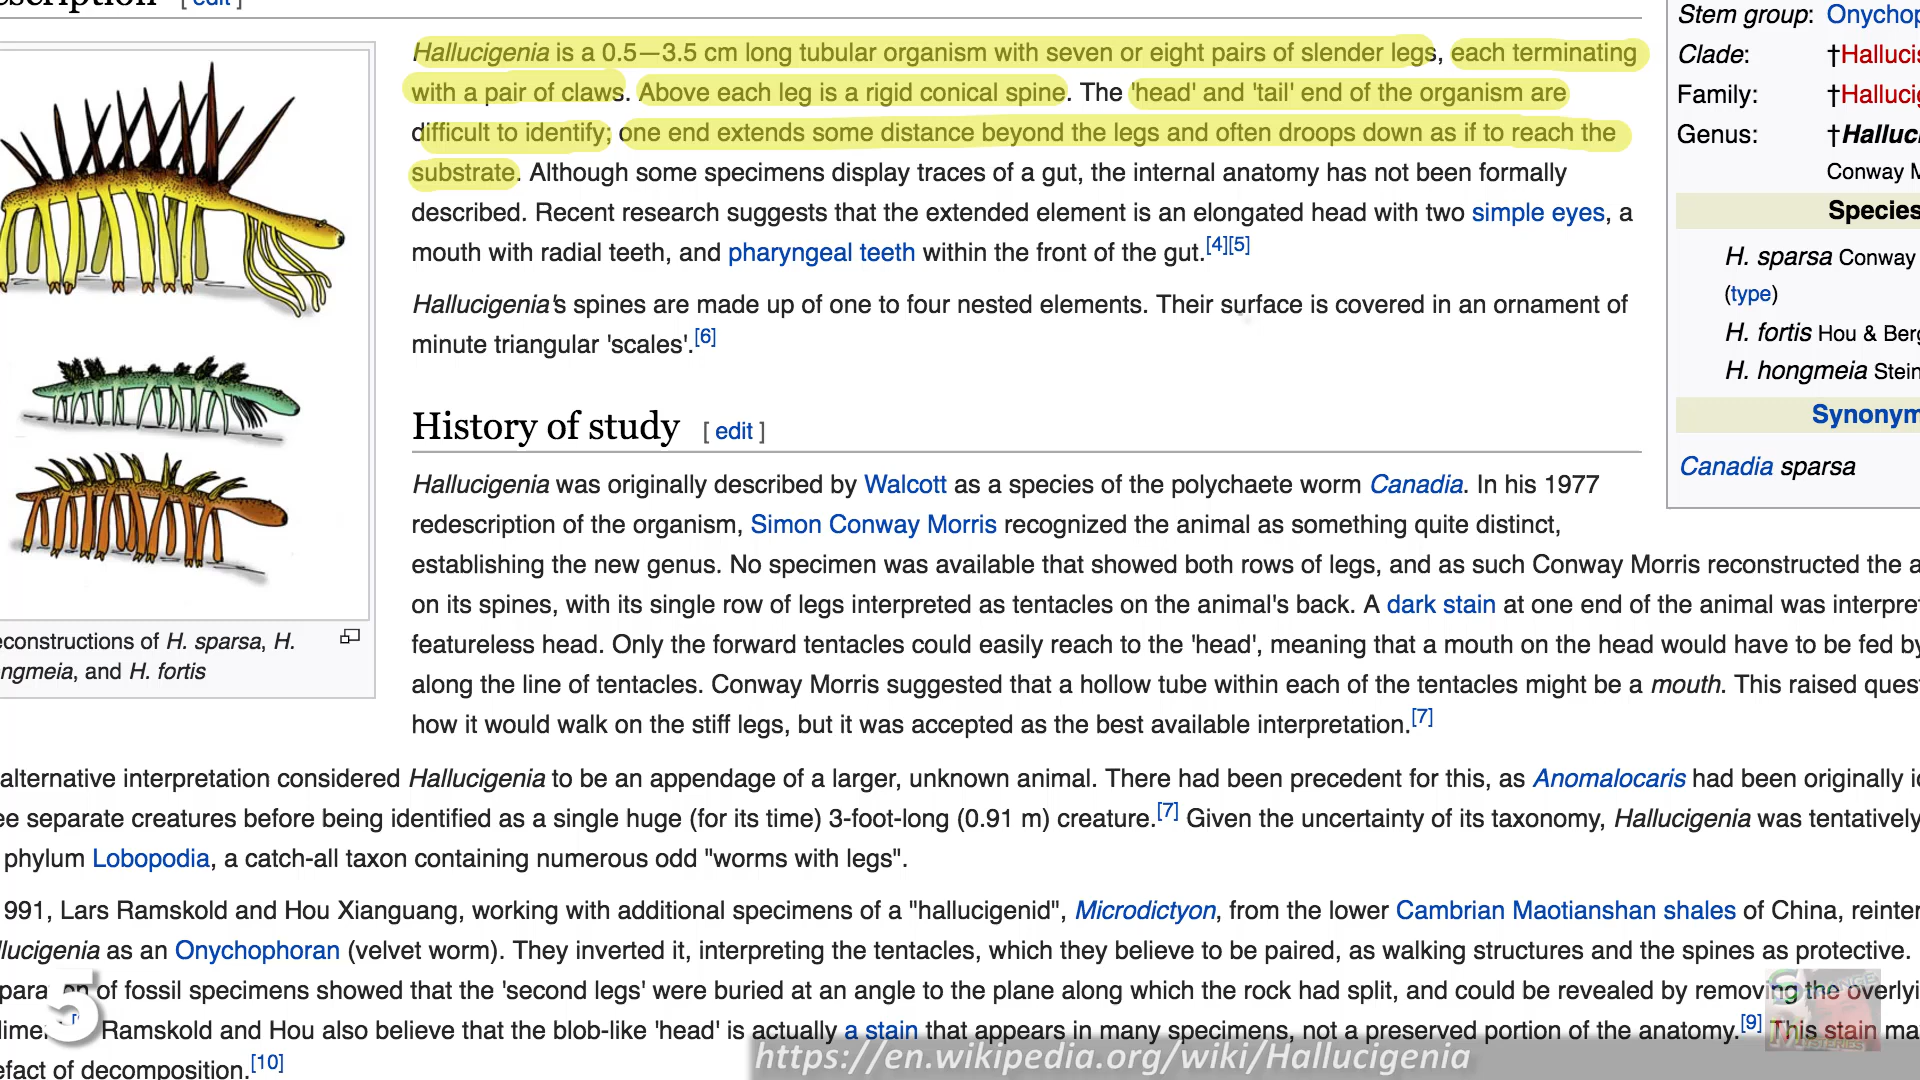 [ edit ]
Hallucigenia is a 0.5—3.5 cm long tubular organism with seven or eight pairs of slender legs, each terminating
with a pair of claws. Above each leg is a rigid conical spine. The 'head' and 'tail' end of the organism are
difficult to identify; one end extends some distance beyond the legs and often droops down as if to reach the
substrate. Although some specimens display traces of a gut, the internal anatomy has not been formally
described. Recent research suggests that the extended element is an elongated head with two simple eyes, a
mouth with radial teeth, and pharyngeal teeth within the front of the gut.[4][5]
Hallucigenia's spines are made up of one to four nested elements. Their surface is covered in an ornament of
minute triangular 'scales'.[6]
History of study [ edit ]
Hallucigenia was originally described by Walcott as a species of the polychaete worm Canadia. In his 1977
redescription of the organism, Simon Conway Morris recognized the animal as something quite distinct,
establishing the new genus. No specimen was available that showed both rows of legs, and as such Conway Morris reconstructed the a
on its spines, with its single row of legs interpreted as tentacles on the animal's back. A dark stain at one end of the animal was interpre
featureless head. Only the forward tentacles could easily reach to the 'head', meaning that a mouth on the head would have to be fed by
along the line of tentacles. Conway Morris suggested that a hollow tube within each of the tentacles might be a mouth. This raised ques
how it would walk on the stiff legs, but it was accepted as the best available interpretation.[7]
alternative interpretation considered Hallucigenia to be an appendage of a larger, unknown animal. There had been precedent for this, as Anomalocaris had been originally i
ee separate creatures before being identified as a single huge (for its time) 3-foot-long (0.91 m) creature.[7] Given the uncertainty of its taxonomy, Hallucigenia was tentatively
phylum Lobopodia, a catch-all taxon containing numerous odd "worms with legs".
991, Lars Ramskold and Hou Xianguang, working with additional specimens of a "hallucigenid", Microdictyon, from the lower Cambrian Maotianshan shales of China, reinter
llucigenia as an Onychophoran (velvet worm). They inverted it, interpreting the tentacles, which they believe to be paired, as walking structures and the spines as protective.
para of fossil specimens showed that the 'second legs' were buried at an angle to the plane along which the rock had split, and could be revealed by removing the overlyi
dime Ramskold and Hou also believe that the blob-like 'head' is actually a stain that appears in many specimens, not a preserved portion of the anatomy.[9] This stain ma
efact of decomposition.[10]
econstructions of H. sparsa, H.
ngmeia, and H. fortis
Stem group: Onychop
Clade: †Hallucis
Family: †Hallucig
Genus: †Halluci
Conway M
Species
H. sparsa Conway
(type)
H. fortis Hou & Berg
H. hongmeia Stein
Synonym
Canadia sparsa
5
https://en.wikipedia.org/wiki/Hallucigenia